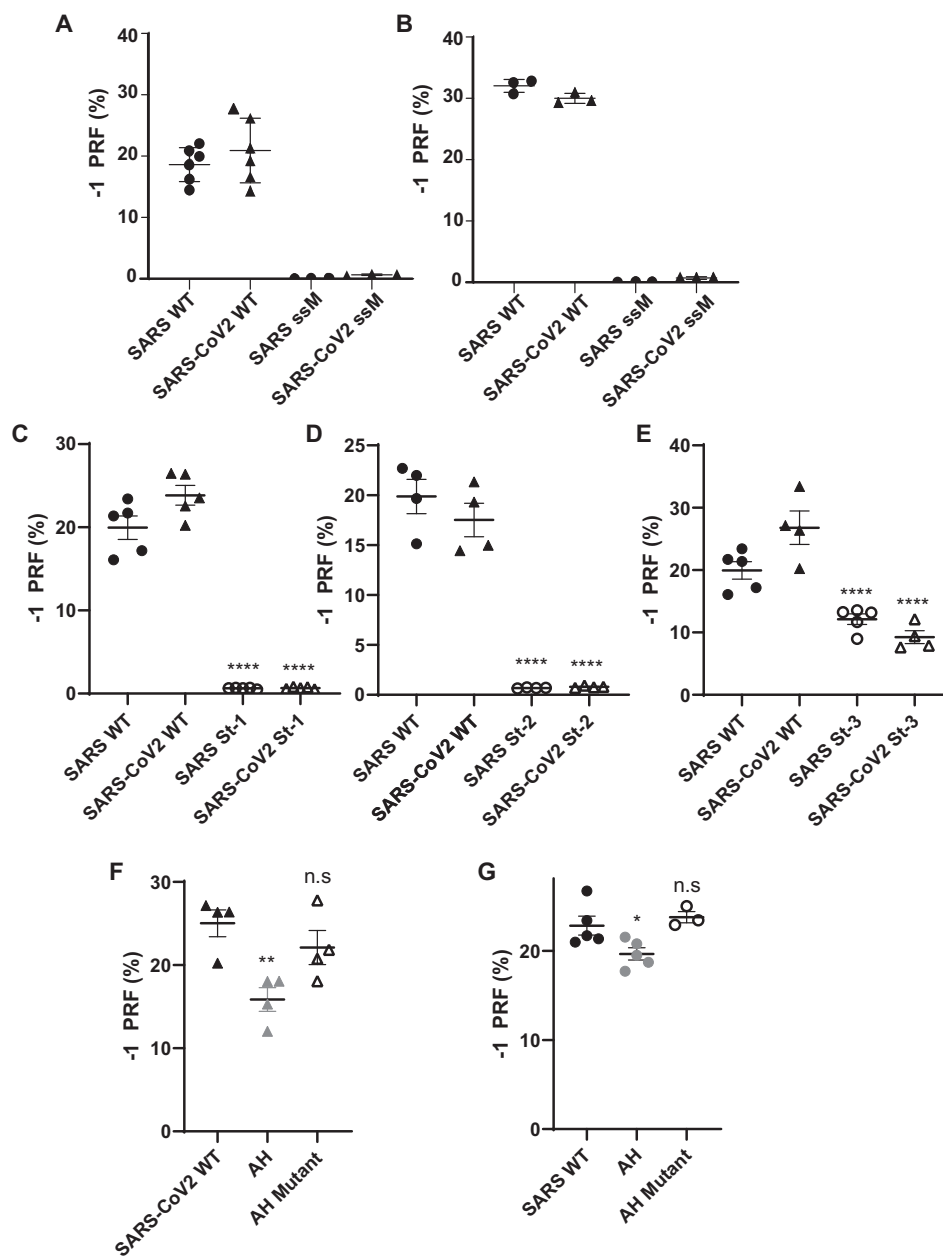 A
-1 PRF (%)
40
30
20
10
0
SARS WT
SARS-CoV2 WT
SARS ssM
SARS-CoV2 ssM
B
-1 PRF (%)
40
30
20
10
0
SARS WT
SARS-CoV2 WT
SARS ssM
SARS-CoV2 ssM
C
-1 PRF (%)
30
20
10
0
**** ****
SARS WT
SARS-CoV2 WT
SARS St-1
SARS-CoV2 St-1
D
-1 PRF (%)
25
20
15
10
5
0
**** ****
SARS WT
SARS-CoV2 WT
SARS St-2
SARS-CoV2 St-2
E
-1 PRF (%)
40
30
20
10
0
**** ****
SARS WT
SARS-CoV2 WT
SARS St-3
SARS-CoV2 St-3
F
-1 PRF (%)
30
20
10
0
**
n.s
SARS-CoV2 WT
AH
AH Mutant
G
-1 PRF (%)
20
10
0
*
n.s
SARS WT
AH
AH Mutant